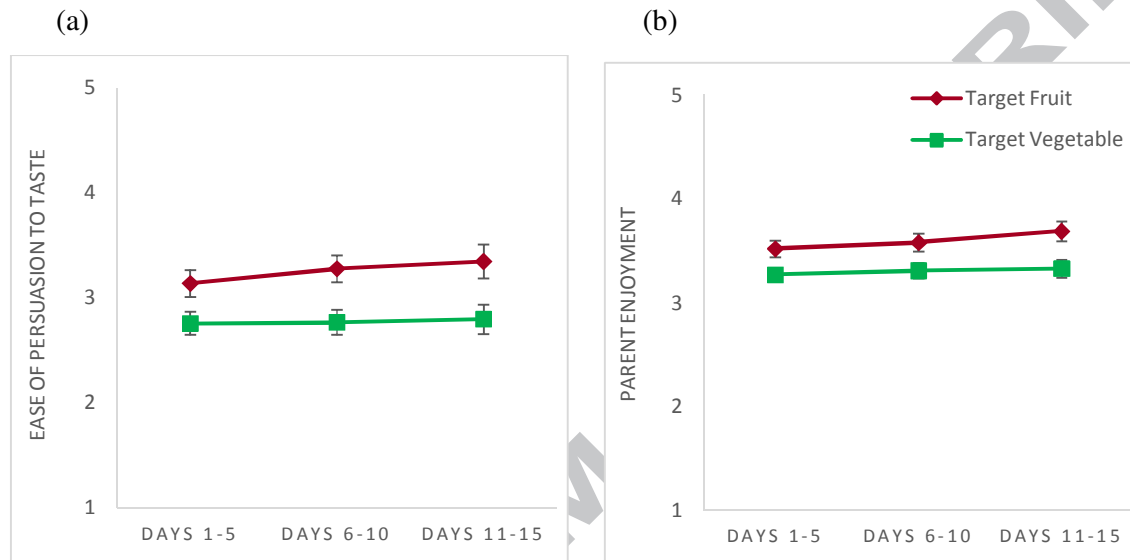 (a)
(b)
EASE OF PERSUASION TO TASTE
5
4
3
2
1
DAYS 1-5 DAYS 6-10 DAYS 11-15
PARENT ENJOYMENT
5
4
3
2
1
Target Fruit
Target Vegetable
DAYS 1-5 DAYS 6-10 DAYS 11-15